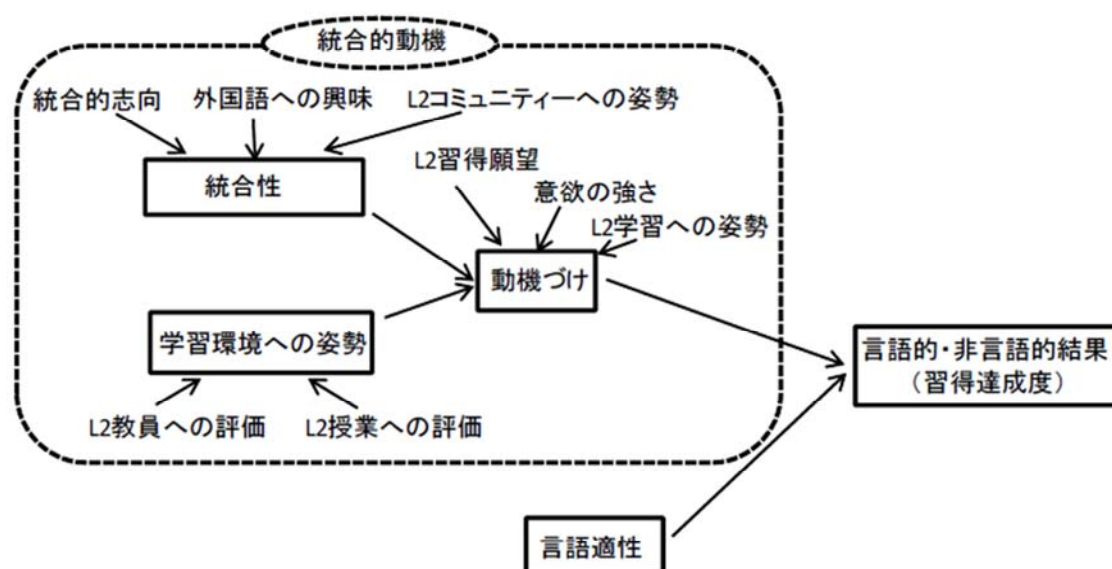 統合的動機
統合的志向
外国語への興味
L2コミュニティーへの姿勢
統合性
L2習得願望
意欲の強さ
L2学習への姿勢
動機づけ
学習環境への姿勢
L2教員への評価
L2授業への評価
言語的・非言語的結果
（習得達成度）
言語適性